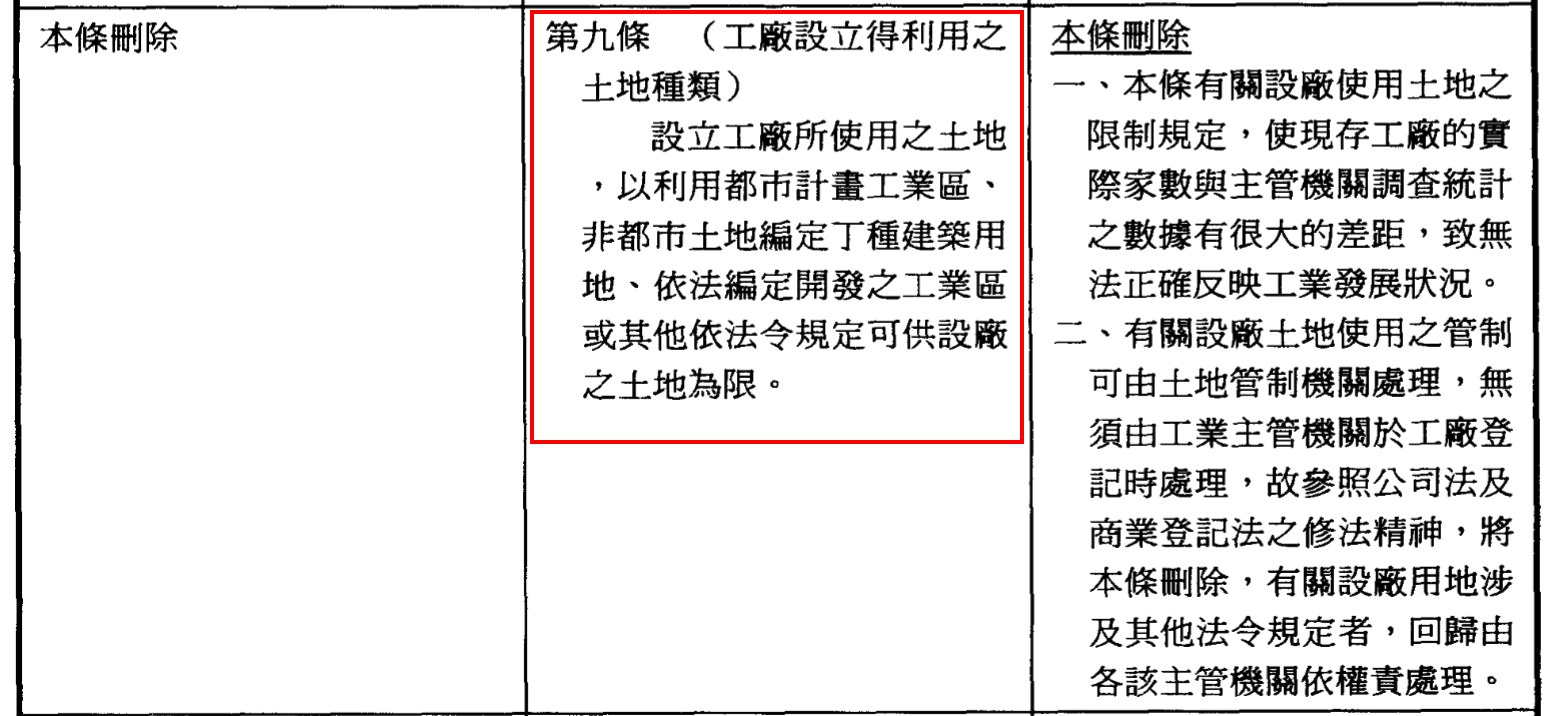 本條刪除
第九條　（工廠設立得利用之
土地種類）
設立工廠所使用之土地
，以利用都市計畫工業區、
非都市土地編定丁種建築用
地、依法編定開發之工業區
或其他依法令規定可供設廠
之土地為限。
本條刪除
一、本條有關設廠使用土地之
限制規定，使現存工廠的實
際家數與主管機關調查統計
之數據有很大的差距，致無
法正確反映工業發展狀況。
二、有關設廠土地使用之管制
可由土地管制機關處理，無
須由工業主管機關於工廠登
記時處理，故參照公司法及
商業登記法之修法精神，將
本條刪除，有關設廠用地涉
及其他法令規定者，回歸由
各該主管機關依權責處理。